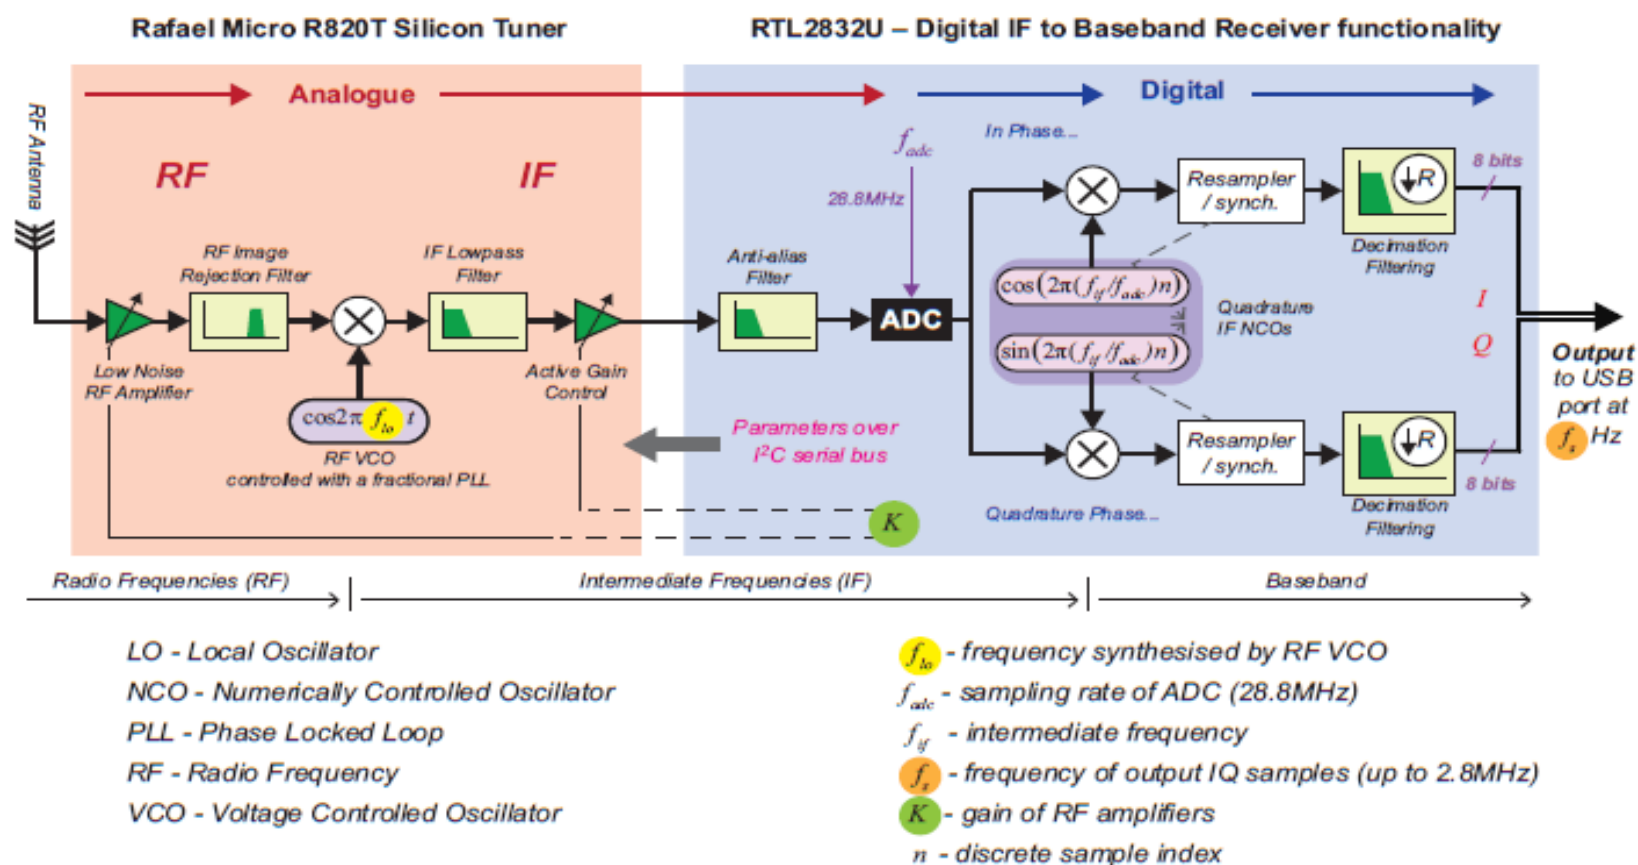 Rafael Micro R820T Silicon Tuner
RTL2832U – Digital IF to Baseband Receiver functionality
Analogue
Digital
RF Antenna
RF
IF
f_adc
28.8MHz
In Phase...
RF Image
Rejection Filter
IF Lowpass
Filter
Anti-alias
Filter
ADC
Resampler
/ synch.
↓R
8 bits
Decimation
Filtering
cos(2π(f_if/f_adc)n)
sin(2π(f_if/f_adc)n)
Quadrature
IF NCOs
I
Q
Output
to USB
port at
f_s Hz
Low Noise
RF Amplifier
cos2π f_lo t
RF VCO
controlled with a fractional PLL
Active Gain
Control
Parameters over
I²C serial bus
K
Resampler
/ synch.
↓R
8 bits
Decimation
Filtering
Quadrature Phase...
Radio Frequencies (RF)
Intermediate Frequencies (IF)
Baseband
LO - Local Oscillator
NCO - Numerically Controlled Oscillator
PLL - Phase Locked Loop
RF - Radio Frequency
VCO - Voltage Controlled Oscillator
f_lo - frequency synthesised by RF VCO
f_adc - sampling rate of ADC (28.8MHz)
f_if - intermediate frequency
f_s - frequency of output IQ samples (up to 2.8MHz)
K - gain of RF amplifiers
n - discrete sample index